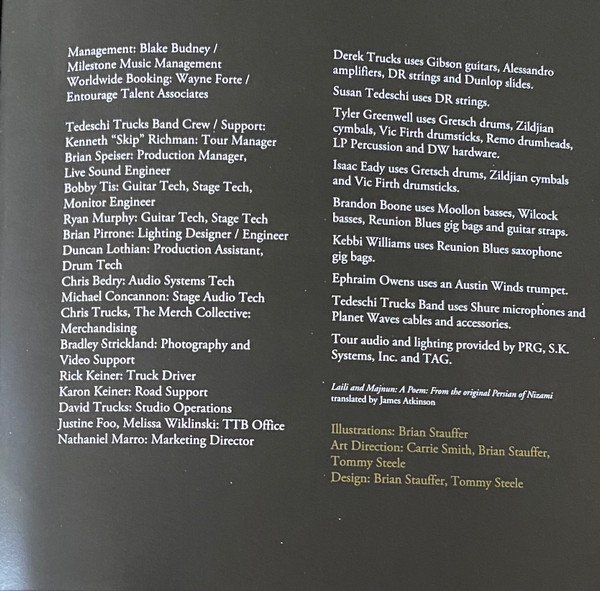 Management: Blake Budney /
Milestone Music Management
Worldwide Booking: Wayne Forte /
Entourage Talent Associates
Tedeschi Trucks Band Crew / Support:
Kenneth “Skip” Richman: Tour Manager
Brian Speiser: Production Manager,
Live Sound Engineer
Bobby Tis: Guitar Tech, Stage Tech,
Monitor Engineer
Ryan Murphy: Guitar Tech, Stage Tech
Brian Pirrone: Lighting Designer / Engineer
Duncan Lothian: Production Assistant,
Drum Tech
Chris Bedry: Audio Systems Tech
Michael Concannon: Stage Audio Tech
Chris Trucks, The Merch Collective:
Merchandising
Bradley Strickland: Photography and
Video Support
Rick Keiner: Truck Driver
Karon Keiner: Road Support
David Trucks: Studio Operations
Justine Foo, Melissa Wiklinski: TTB Office
Nathaniel Marro: Marketing Director
Derek Trucks uses Gibson guitars, Alessandro
amplifiers, DR strings and Dunlop slides.
Susan Tedeschi uses DR strings.
Tyler Greenwell uses Gretsch drums, Zildjian
cymbals, Vic Firth drumsticks, Remo drumheads,
LP Percussion and DW hardware.
Isaac Eady uses Gretsch drums, Zildjian cymbals
and Vic Firth drumsticks.
Brandon Boone uses Moollon basses, Wilcock
basses, Reunion Blues gig bags and guitar straps.
Kebbi Williams uses Reunion Blues saxophone
gig bags.
Ephraim Owens uses an Austin Winds trumpet.
Tedeschi Trucks Band uses Shure microphones and
Planet Waves cables and accessories.
Tour audio and lighting provided by PRG, S.K.
Systems, Inc. and TAG.
Laili and Majnun: A Poem: From the original Persian of Nizami
translated by James Atkinson
Illustrations: Brian Stauffer
Art Direction: Carrie Smith, Brian Stauffer,
Tommy Steele
Design: Brian Stauffer, Tommy Steele